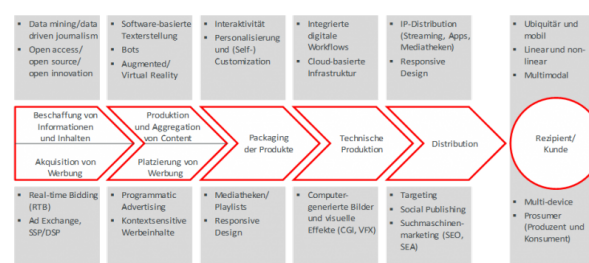 ▪ Data mining/data
driven journalism
▪ Open access/
open source/
open innovation
▪ Software-basierte
Texterstellung
▪ Bots
▪ Augmented/
Virtual Reality
▪ Interaktivität
▪ Personalisierung
und (Self-)
Customization
▪ Integrierte
digitale
Workflows
▪ Cloud-basierte
Infrastruktur
▪ IP-Distribution
(Streaming, Apps,
Mediatheken)
▪ Responsive
Design
▪ Ubiquitär und
mobil
▪ Linear und non-
linear
▪ Multimodal
Beschaffung von
Informationen
und Inhalten
Akquisition von
Werbung
Produktion
und Aggregation
von Content
Platzierung von
Werbung
Packaging
der Produkte
Technische
Produktion
Distribution
Rezipient/
Kunde
▪ Real-time Bidding
(RTB)
▪ Ad Exchange,
SSP/DSP
▪ Programmatic
Advertising
▪ Kontextsensitive
Werbeinhalte
▪ Mediatheken/
Playlists
▪ Responsive
Design
▪ Computer-
generierte Bilder
und visuelle
Effekte (CGI, VFX)
▪ Targeting
▪ Social Publishing
▪ Suchmaschinen-
marketing (SEO,
SEA)
▪ Multi-device
▪ Prosumer
(Produzent und
Konsument)